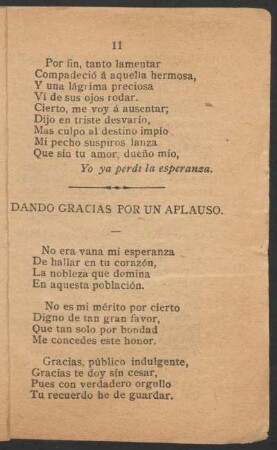 11
Por fin, tanto lamentar
Compadeció á aquella hermosa,
Y una lágrima preciosa
Ví de sus ojos rodar.
Cierto, me voy á ausentar;
Dijo en triste desvarío,
Mas culpo al destino impío
Mi pecho suspiros lanza
Que sin tu amor, dueño mío,
Yo ya perdí la esperanza.
DANDO GRACIAS POR UN APLAUSO.
No era vana mi esperanza
De hallar en tu corazón,
La nobleza que domina
En aquesta población.
No es mi mérito por cierto
Digno de tan gran favor,
Que tan solo por bondad
Me concedes este honor.
Gracias, público indulgente,
Gracias te doy sin cesar,
Pues con verdadero orgullo
Tu recuerdo he de guardar.